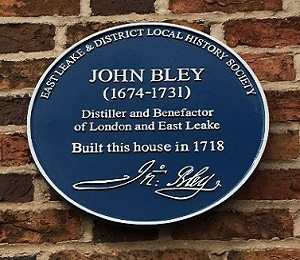 EAST LEAKE & DISTRICT LOCAL HISTORY SOCIETY
JOHN BLEY
(1674-1731)
Distiller and Benefactor
of London and East Leake
Built this house in 1718
Jn: Bley